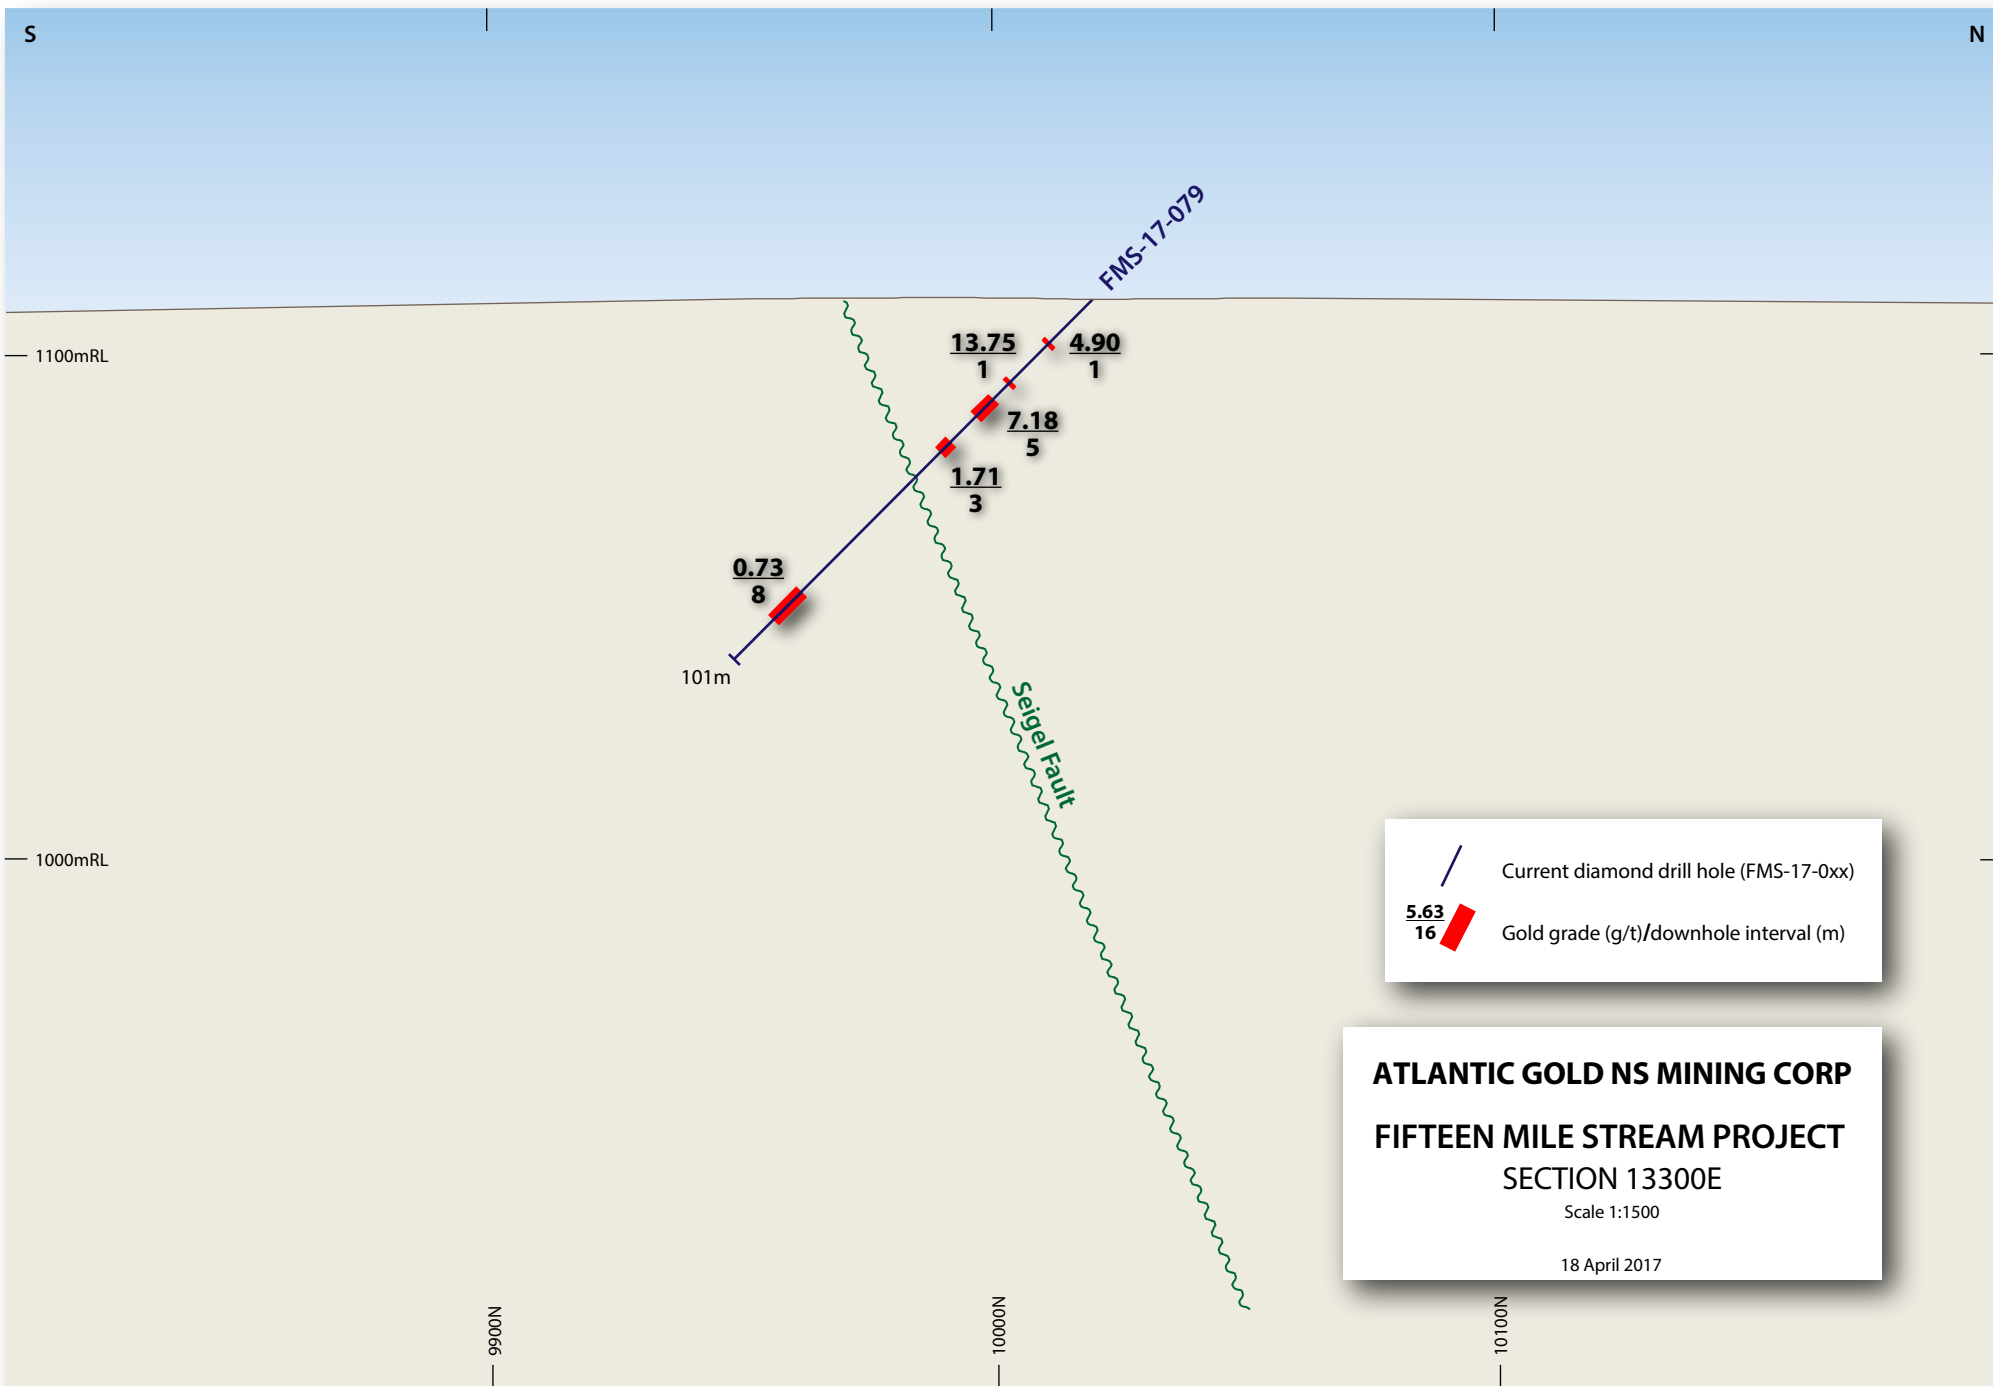 S
N
FMS-17-079
1100mRL
13.75
1
4.90
1
7.18
5
1.71
3
0.73
8
101m
Seigel Fault
1000mRL
Current diamond drill hole (FMS-17-0xx)
5.63
16
Gold grade (g/t)/downhole interval (m)
ATLANTIC GOLD NS MINING CORP
FIFTEEN MILE STREAM PROJECT
SECTION 13300E
Scale 1:1500
18 April 2017
9900N
10000N
10100N